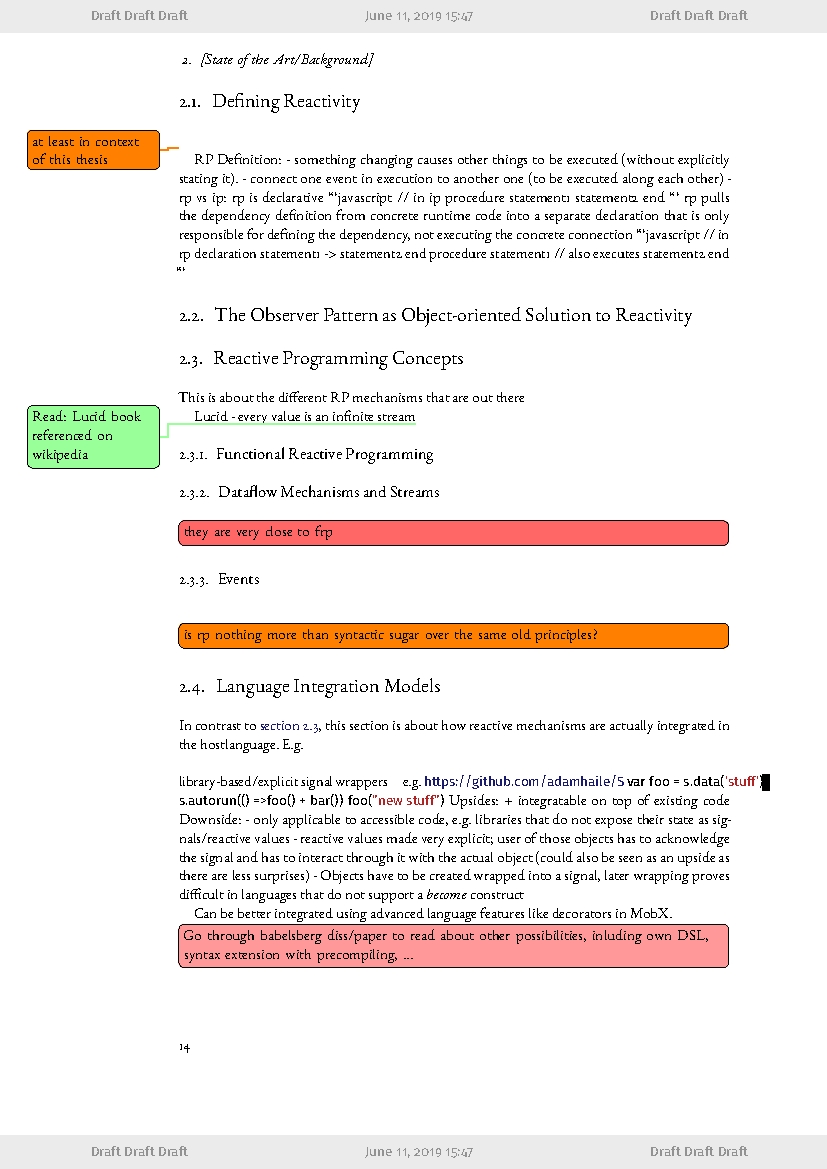 Draft Draft Draft June 11, 2019 15:47 Draft Draft Draft
2. [State of the Art/Background]
2.1. Defining Reactivity
at least in context
of this thesis
RP Definition: - something changing causes other things to be executed (without explicitly
stating it). - connect one event in execution to another one (to be executed along each other) -
rp vs ip: rp is declarative “‘javascript // in ip procedure statement1 statement2 end “‘ rp pulls
the dependency definition from concrete runtime code into a separate declaration that is only
responsible for defining the dependency, not executing the concrete connection “‘javascript // in
rp declaration statement1 -> statement2 end procedure statement1 // also executes statement2 end
“‘
2.2. The Observer Pattern as Object-oriented Solution to Reactivity
2.3. Reactive Programming Concepts
This is about the different RP mechanisms that are out there
Lucid - every value is an infinite stream
Read: Lucid book
referenced on
wikipedia
2.3.1. Functional Reactive Programming
2.3.2. Dataflow Mechanisms and Streams
they are very close to frp
2.3.3. Events
is rp nothing more than syntactic sugar over the same old principles?
2.4. Language Integration Models
In contrast to section 2.3, this section is about how reactive mechanisms are actually integrated in
the hostlanguage. E.g.
library-based/explicit signal wrappers e.g. https://github.com/adamhaile/S var foo = s.data('stuff')
s.autorun(() =>foo() + bar()) foo("new stuff") Upsides: + integratable on top of existing code
Downside: - only applicable to accessible code, e.g. libraries that do not expose their state as sig-
nals/reactive values - reactive values made very explicit; user of those objects has to acknowledge
the signal and has to interact through it with the actual object (could also be seen as an upside as
there are less surprises) - Objects have to be created wrapped into a signal, later wrapping proves
difficult in languages that do not support a become construct
Can be better integrated using advanced language features like decorators in MobX.
Go through babelsberg diss/paper to read about other possibilities, inluding own DSL,
syntax extension with precompiling, ...
14
Draft Draft Draft June 11, 2019 15:47 Draft Draft Draft